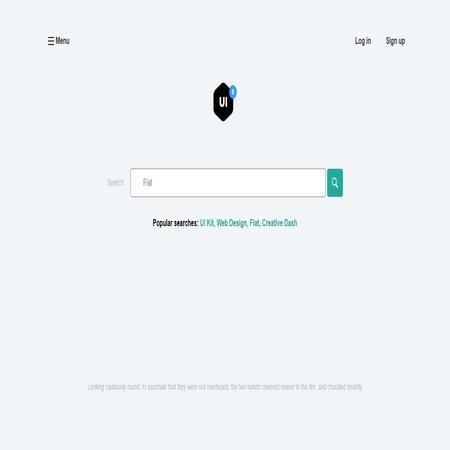 Menu
Log in
Sign up
UI
Search
Flat
Popular searches: UI Kit, Web Design, Flat, Creative Dash
Looking cautiously round, to ascertain that they were not overheard, the two hands cowered nearer to the fire, and chuckled heartily